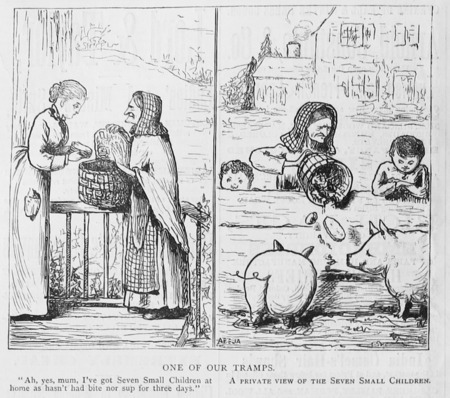 AREJA
ONE OF OUR TRAMPS.
"Ah, yes, mum, I've got Seven Small Children at
home as hasn't had bite nor sup for three days."
A PRIVATE VIEW OF THE SEVEN SMALL CHILDREN.